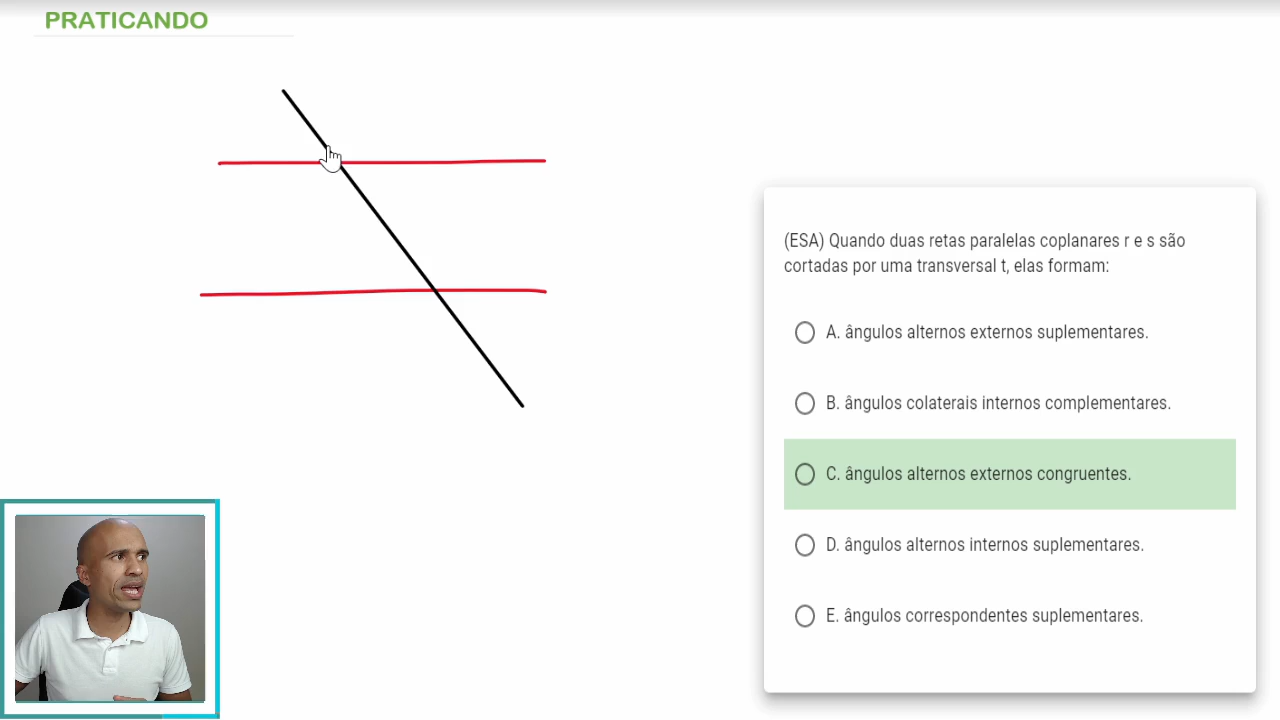 PRATICANDO
(ESA) Quando duas retas paralelas coplanares r e s são
cortadas por uma transversal t, elas formam:
A. ângulos alternos externos suplementares.
B. ângulos colaterais internos complementares.
C. ângulos alternos externos congruentes.
D. ângulos alternos internos suplementares.
E. ângulos correspondentes suplementares.